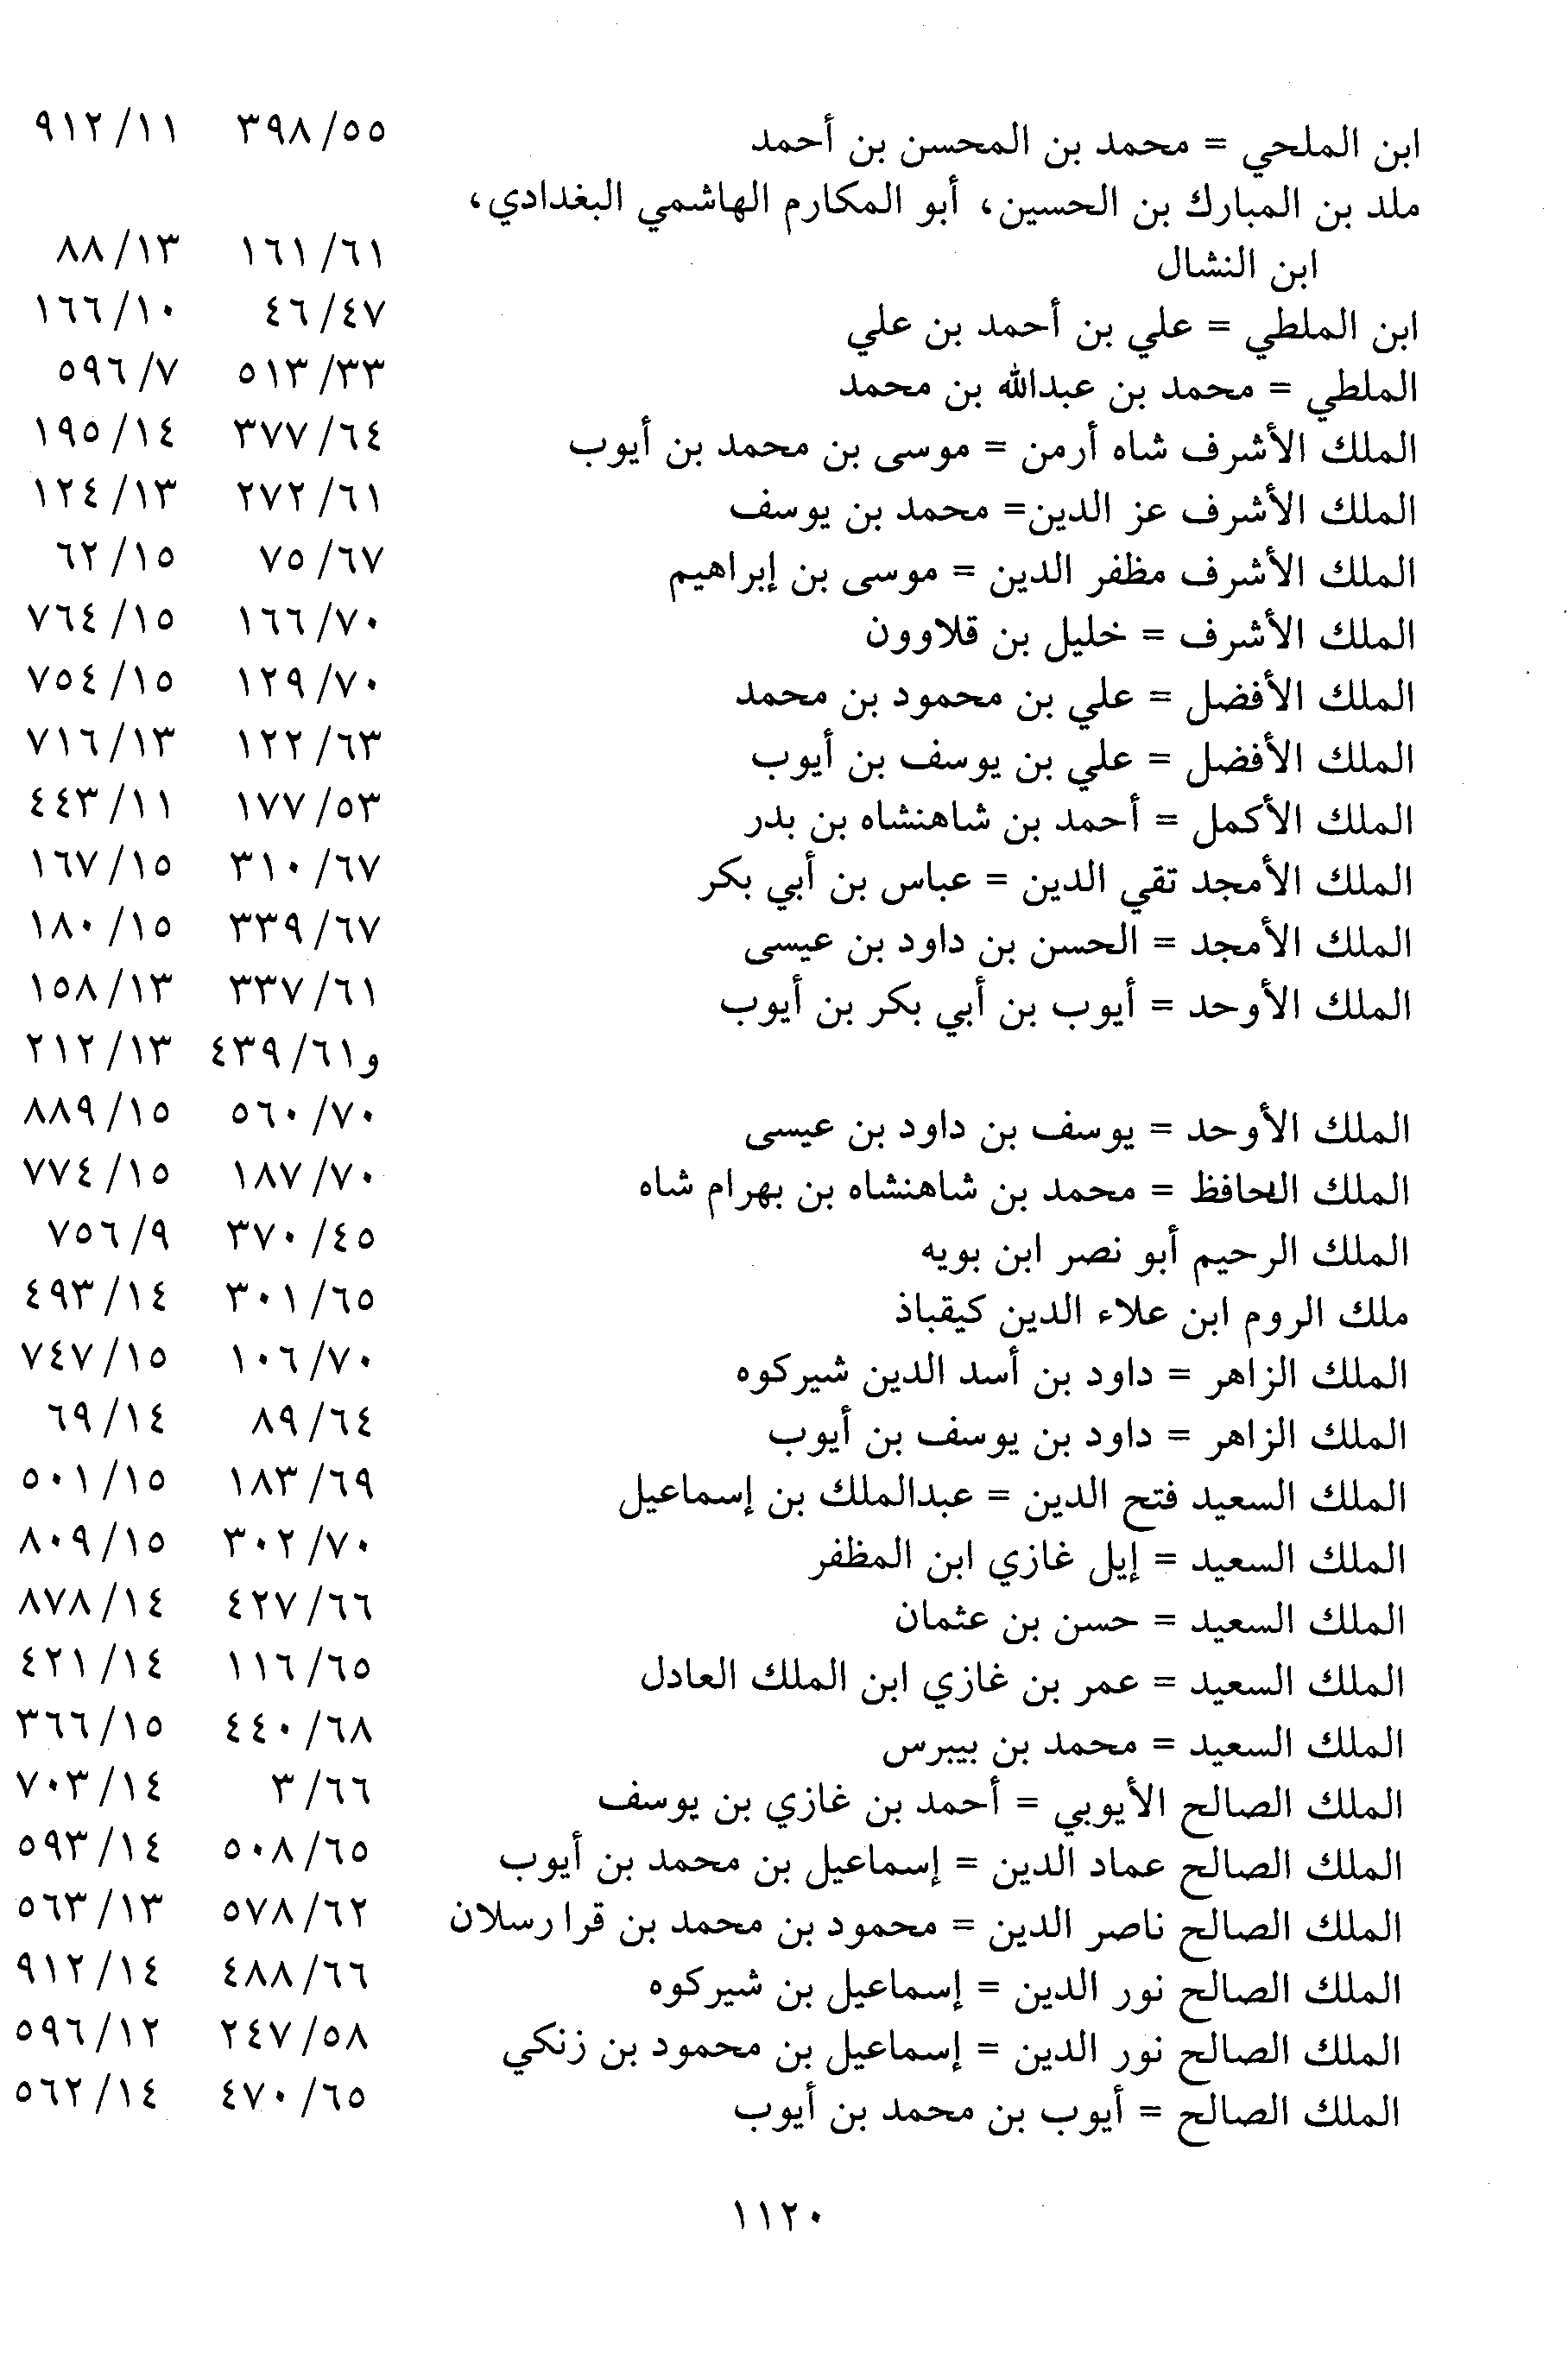 ابن الملحي = محمد بن المحسن بن أحمد ٣٩٨/٥٥ ٩١٢/١١
ملد بن المبارك بن الحسين، أبو المكارم الهاشمي البغدادي،
ابن النشال ١٦١/٦١ ٨٨/١٣
ابن الملطي = علي بن أحمد بن علي ٤٦/٤٧ ١٦٦/١٠
الملطي = محمد بن عبدالله بن محمد ٥١٣/٣٣ ٥٩٦/٧
الملك الأشرف شاه أرمن = موسى بن محمد بن أيوب ٣٧٧/٦٤ ١٩٥/١٤
الملك الأشرف عز الدين= محمد بن يوسف ٢٧٢/٦١ ١٢٤/١٣
الملك الأشرف مظفر الدين = موسى بن إبراهيم ٧٥/٦٧ ٦٢/١٥
الملك الأشرف = خليل بن قلاوون ١٦٦/٧٠ ٧٦٤/١٥
الملك الأفضل = علي بن محمود بن محمد ١٢٩/٧٠ ٧٥٤/١٥
الملك الأفضل = علي بن يوسف بن أيوب ١٢٢/٦٣ ٧١٦/١٣
الملك الأكمل = أحمد بن شاهنشاه بن بدر ١٧٧/٥٣ ٤٤٣/١١
الملك الأمجد تقي الدين = عباس بن أبي بكر ٣١٠/٦٧ ١٦٧/١٥
الملك الأمجد = الحسن بن داود بن عيسى ٣٣٩/٦٧ ١٨٠/١٥
الملك الأوحد = أيوب بن أبي بكر بن أيوب ٣٣٧/٦١ ١٥٨/١٣
و٤٣٩/٦١ ٢١٢/١٣
الملك الأوحد = يوسف بن داود بن عيسى ٥٦٠/٧٠ ٨٨٩/١٥
الملك الحافظ = محمد بن شاهنشاه بن بهرام شاه ١٨٧/٧٠ ٧٧٤/١٥
الملك الرحيم أبو نصر ابن بويه ٣٧٠/٤٥ ٧٥٦/٩
ملك الروم ابن علاء الدين كيقباذ ٣٠١/٦٥ ٤٩٣/١٤
الملك الزاهر = داود بن أسد الدين شيركوه ١٠٦/٧٠ ٧٤٧/١٥
الملك الزاهر = داود بن يوسف بن أيوب ٨٩/٦٤ ٦٩/١٤
الملك السعيد فتح الدين = عبدالملك بن إسماعيل ١٨٣/٦٩ ٥٠١/١٥
الملك السعيد = إيل غازي ابن المظفر ٣٠٢/٧٠ ٨٠٩/١٥
الملك السعيد = حسن بن عثمان ٤٢٧/٦٦ ٨٧٨/١٤
الملك السعيد = عمر بن غازي ابن الملك العادل ١١٦/٦٥ ٤٢١/١٤
الملك السعيد = محمد بن بيبرس ٤٤٠/٦٨ ٣٦٦/١٥
الملك الصالح الأيوبي = أحمد بن غازي بن يوسف ٣/٦٦ ٧٠٣/١٤
الملك الصالح عماد الدين = إسماعيل بن محمد بن أيوب ٥٠٨/٦٥ ٥٩٣/١٤
الملك الصالح ناصر الدين = محمود بن محمد بن قرا رسلان ٥٧٨/٦٢ ٥٦٣/١٣
الملك الصالح نور الدين = إسماعيل بن شيركوه ٤٨٨/٦٦ ٩١٢/١٤
الملك الصالح نور الدين = إسماعيل بن محمود بن زنكي ٢٤٧/٥٨ ٥٩٦/١٢
الملك الصالح = أيوب بن محمد بن أيوب ٤٧٠/٦٥ ٥٦٢/١٤
١١٢٠